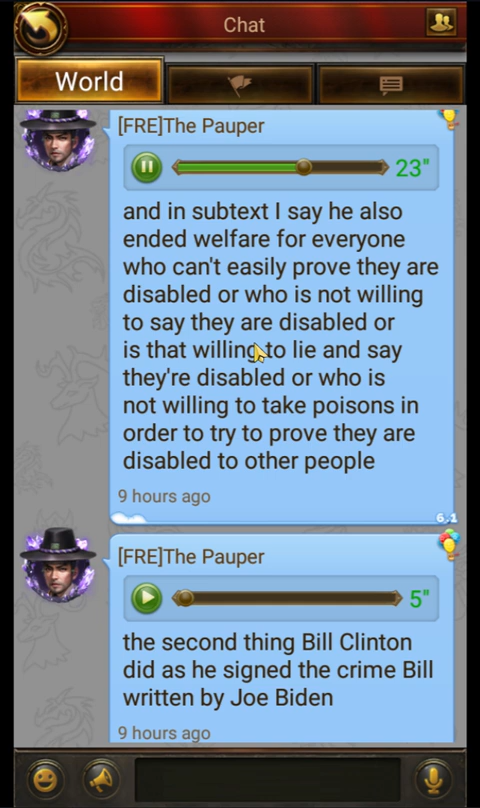 Chat
World
[FRE]The Pauper
23"
and in subtext I say he also
ended welfare for everyone
who can't easily prove they are
disabled or who is not willing
to say they are disabled or
is that willing to lie and say
they're disabled or who is
not willing to take poisons in
order to try to prove they are
disabled to other people
9 hours ago
6.1
[FRE]The Pauper
5"
the second thing Bill Clinton
did as he signed the crime Bill
written by Joe Biden
9 hours ago